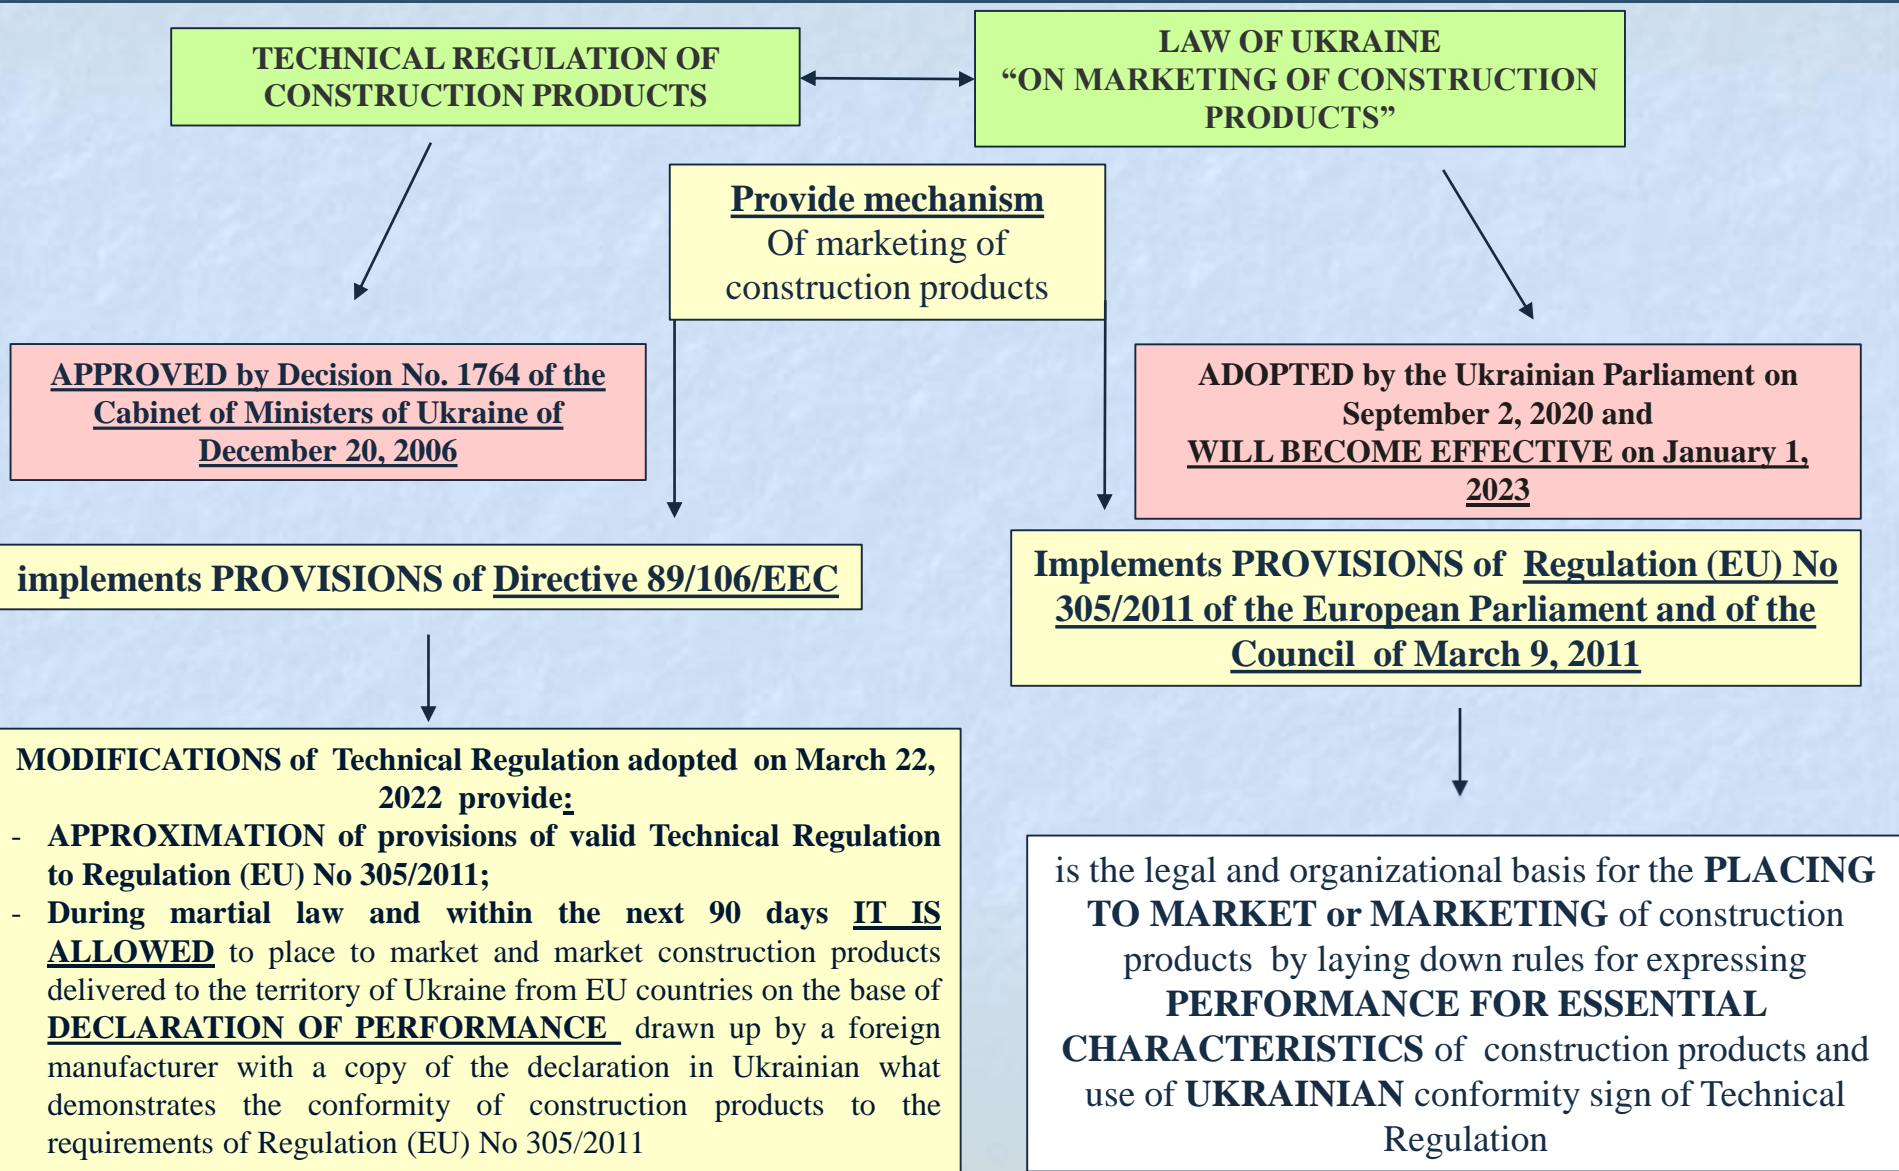 TECHNICAL REGULATION OF
CONSTRUCTION PRODUCTS
LAW OF UKRAINE
“ON MARKETING OF CONSTRUCTION
PRODUCTS”
Provide mechanism
Of marketing of
construction products
APPROVED by Decision No. 1764 of the
Cabinet of Ministers of Ukraine of
December 20, 2006
ADOPTED by the Ukrainian Parliament on
September 2, 2020 and
WILL BECOME EFFECTIVE on January 1,
2023
implements PROVISIONS of Directive 89/106/EEC
Implements PROVISIONS of Regulation (EU) No
305/2011 of the European Parliament and of the
Council of March 9, 2011
MODIFICATIONS of Technical Regulation adopted on March 22,
2022 provide:
- APPROXIMATION of provisions of valid Technical Regulation
to Regulation (EU) No 305/2011;
- During martial law and within the next 90 days IT IS
ALLOWED to place to market and market construction products
delivered to the territory of Ukraine from EU countries on the base of
DECLARATION OF PERFORMANCE drawn up by a foreign
manufacturer with a copy of the declaration in Ukrainian what
demonstrates the conformity of construction products to the
requirements of Regulation (EU) No 305/2011
is the legal and organizational basis for the PLACING
TO MARKET or MARKETING of construction
products by laying down rules for expressing
PERFORMANCE FOR ESSENTIAL
CHARACTERISTICS of construction products and
use of UKRAINIAN conformity sign of Technical
Regulation